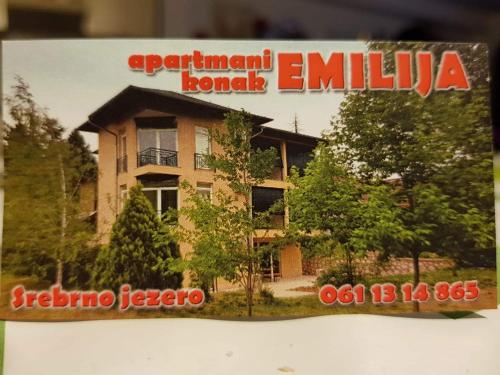 apartmani
konak EMILIJA
Srebrno jezero
061 13 14 865